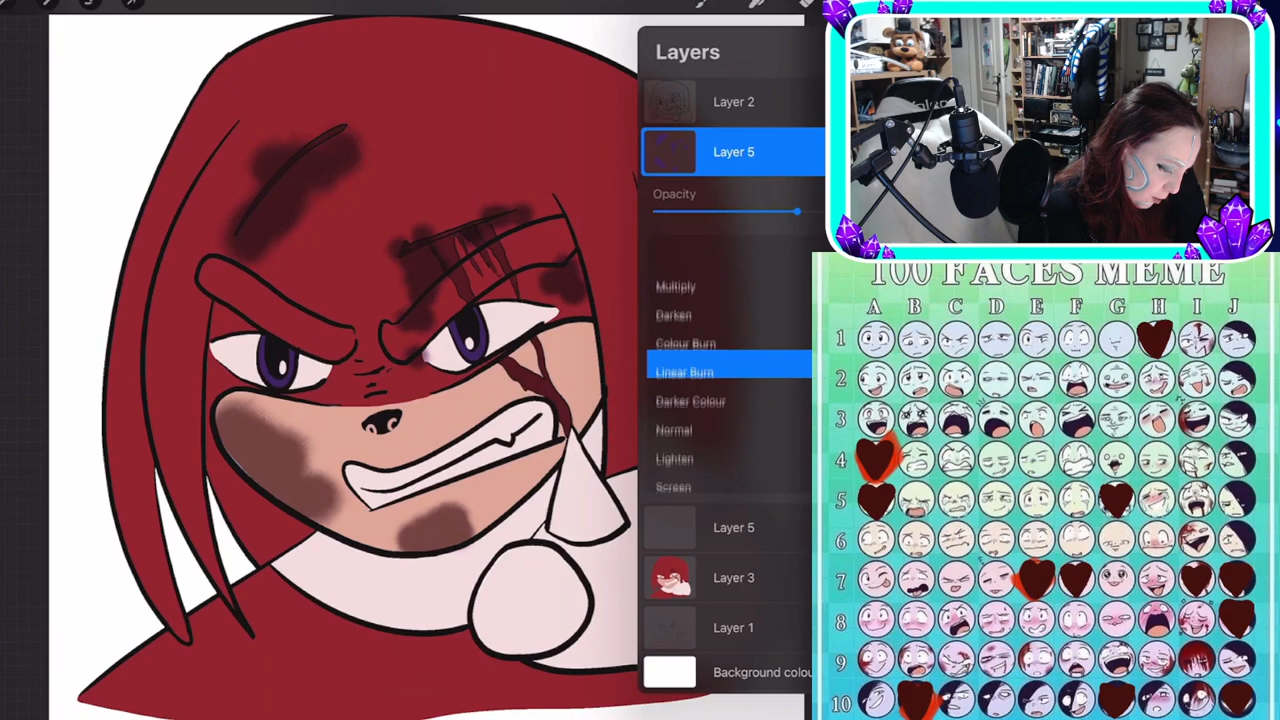 Layers
Layer 2
Layer 5
Opacity
Multiply
Darken
Colour Burn
Linear Burn
Darker Colour
Normal
Lighten
Screen
Layer 5
Layer 3
Layer 1
Background colou
100 FACES MEME
A B C D E F G H I J
1
2
3
4
5
6
7
8
9
10